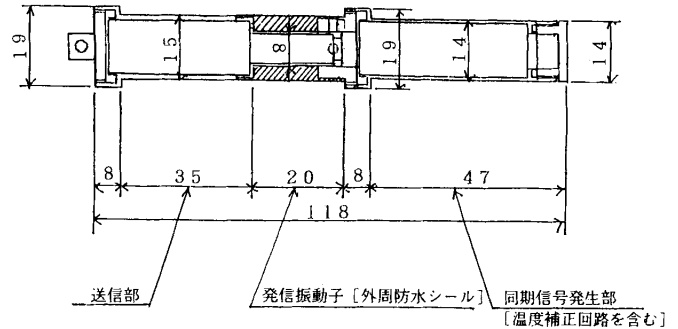 19
15
8
19
14
14
8 35 20 8 47
118
送信部
発信振動子[外周防水シール]
同期信号発生部
[温度補正回路を含む]